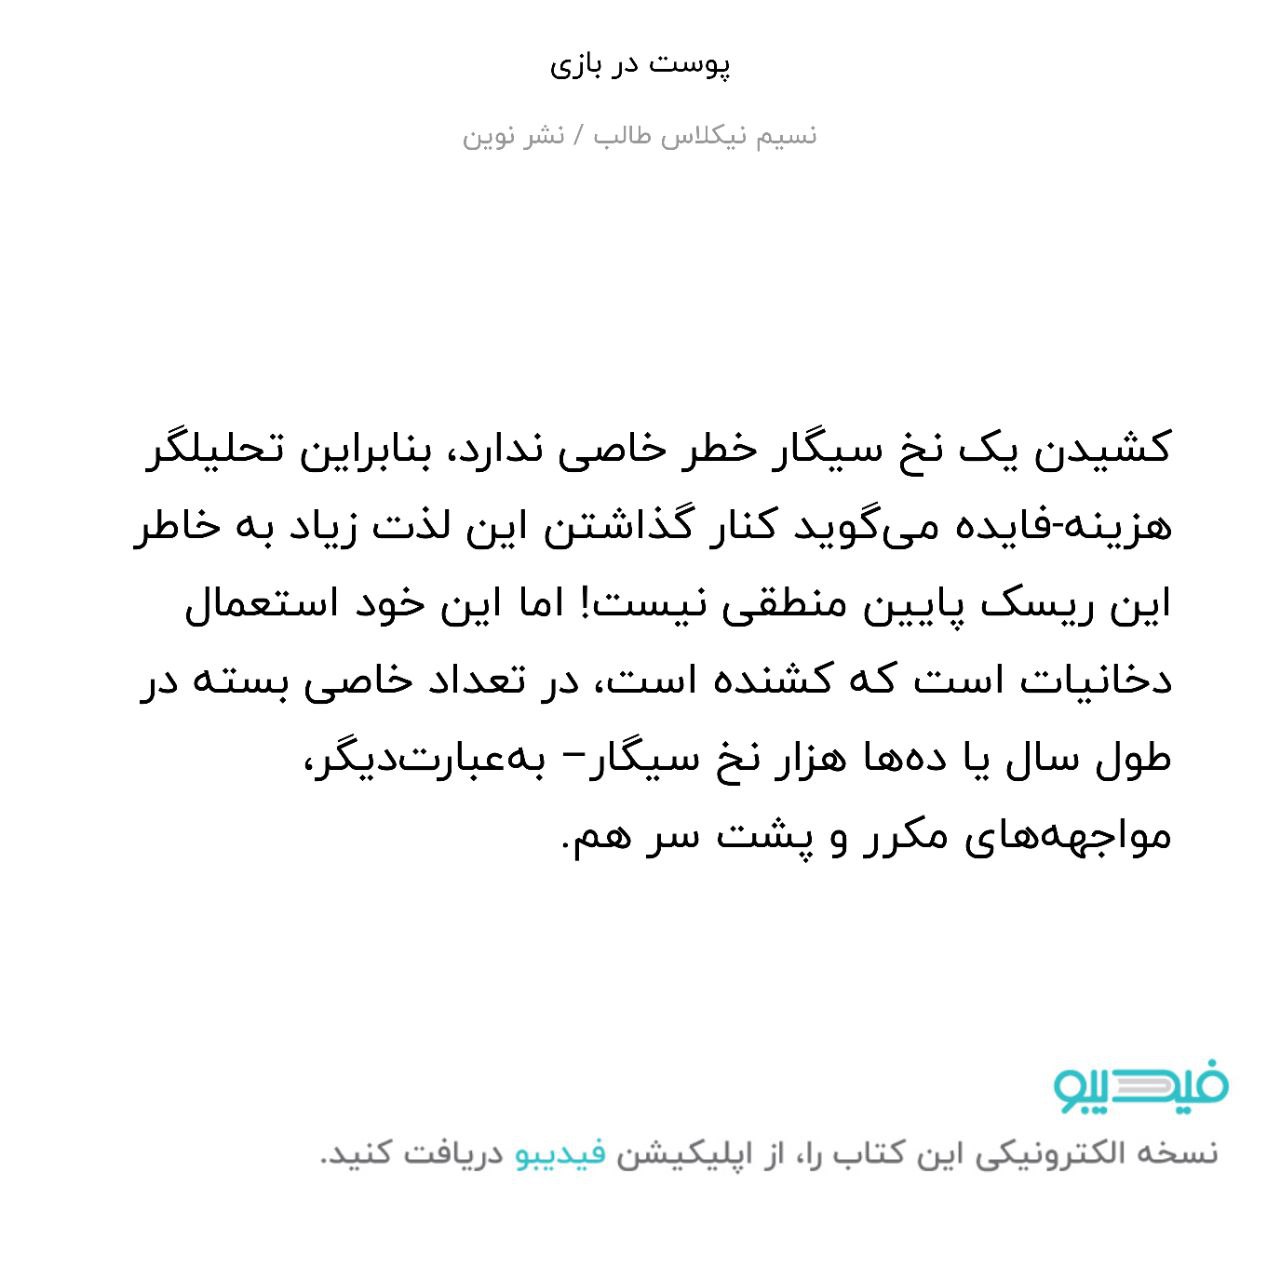 پوست در بازی
نسیم نیکلاس طالب / نشر نوین
کشیدن یک نخ سیگار خطر خاصی ندارد، بنابراین تحلیلگر
هزینه-فایده می‌گوید کنار گذاشتن این لذت زیاد به خاطر
این ریسک پایین منطقی نیست! اما این خود استعمال
دخانیات است که کشنده است، در تعداد خاصی بسته در
طول سال یا ده‌ها هزار نخ سیگار– به‌عبارت‌دیگر،
مواجهه‌های مکرر و پشت سر هم.
فیدیبو
نسخه الکترونیکی این کتاب را، از اپلیکیشن فیدیبو دریافت کنید.